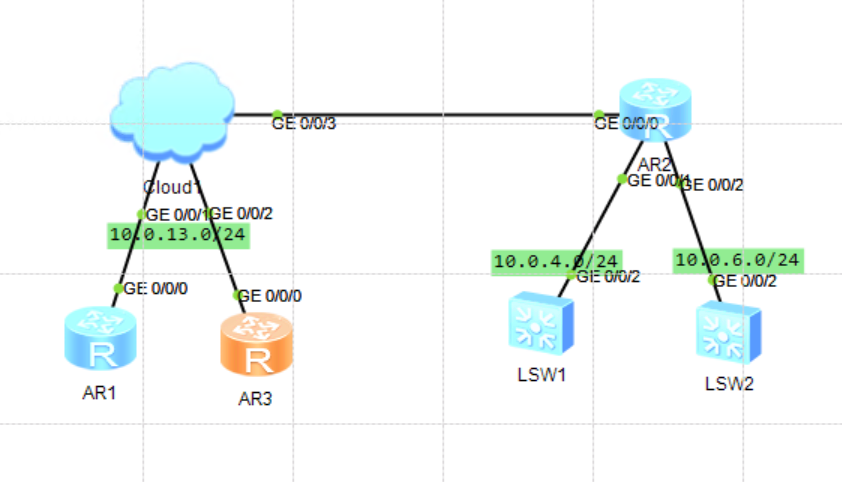 GE 0/0/3
GE 0/0/0
R
AR2
Cloud1
GE 0/0/1
GE 0/0/2
GE 0/0/1
GE 0/0/2
10.0.13.0/24
10.0.4.0/24
10.0.6.0/24
GE 0/0/0
GE 0/0/0
GE 0/0/2
GE 0/0/2
R
R
AR1
AR3
LSW1
LSW2